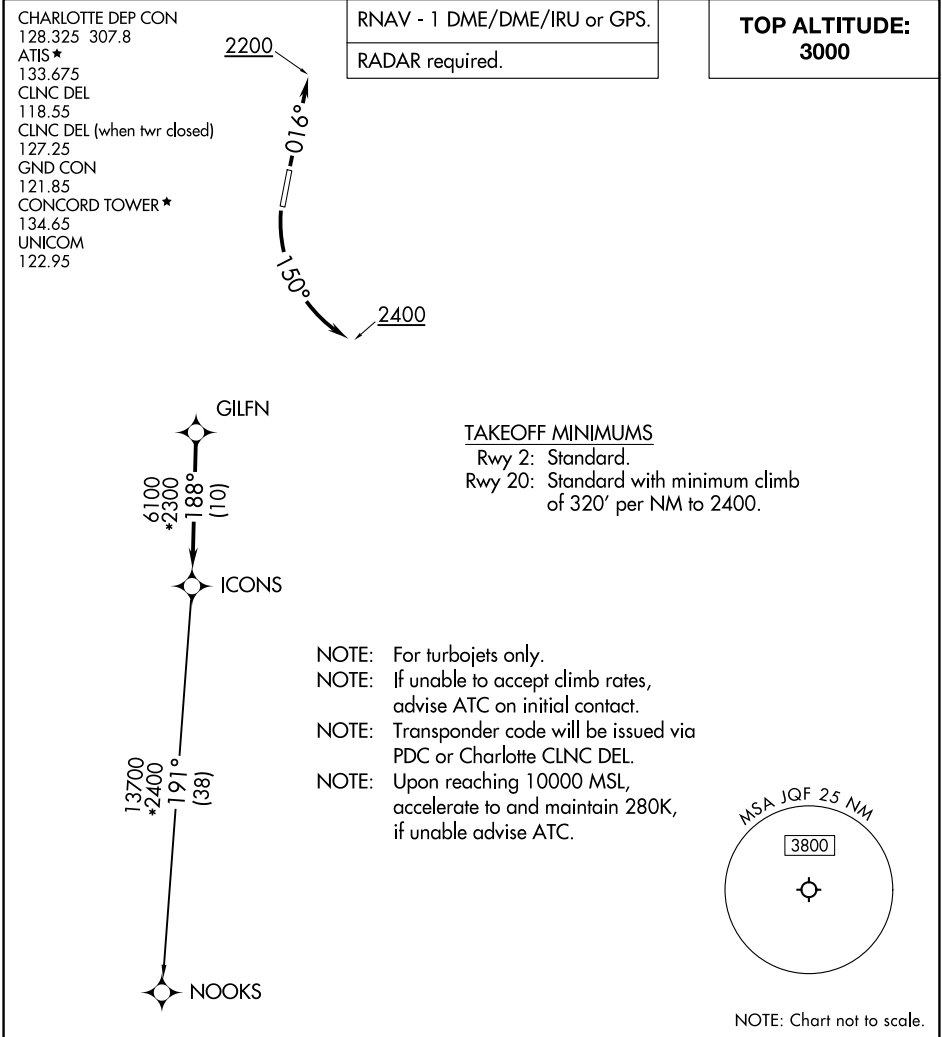 CHARLOTTE DEP CON
128.325 307.8
ATIS★
133.675
CLNC DEL
118.55
CLNC DEL (when twr closed)
127.25
GND CON
121.85
CONCORD TOWER★
134.65
UNICOM
122.95
RNAV - 1 DME/DME/IRU or GPS.
RADAR required.
TOP ALTITUDE:
3000
2200
016°
150°
2400
GILFN
6100
*2300
188°
(10)
ICONS
13700
*2400
191°
(38)
NOOKS
TAKEOFF MINIMUMS
Rwy 2: Standard.
Rwy 20: Standard with minimum climb
of 320' per NM to 2400.
NOTE: For turbojets only.
NOTE: If unable to accept climb rates,
advise ATC on initial contact.
NOTE: Transponder code will be issued via
PDC or Charlotte CLNC DEL.
NOTE: Upon reaching 10000 MSL,
accelerate to and maintain 280K,
if unable advise ATC.
MSA JQF 25 NM
3800
NOTE: Chart not to scale.